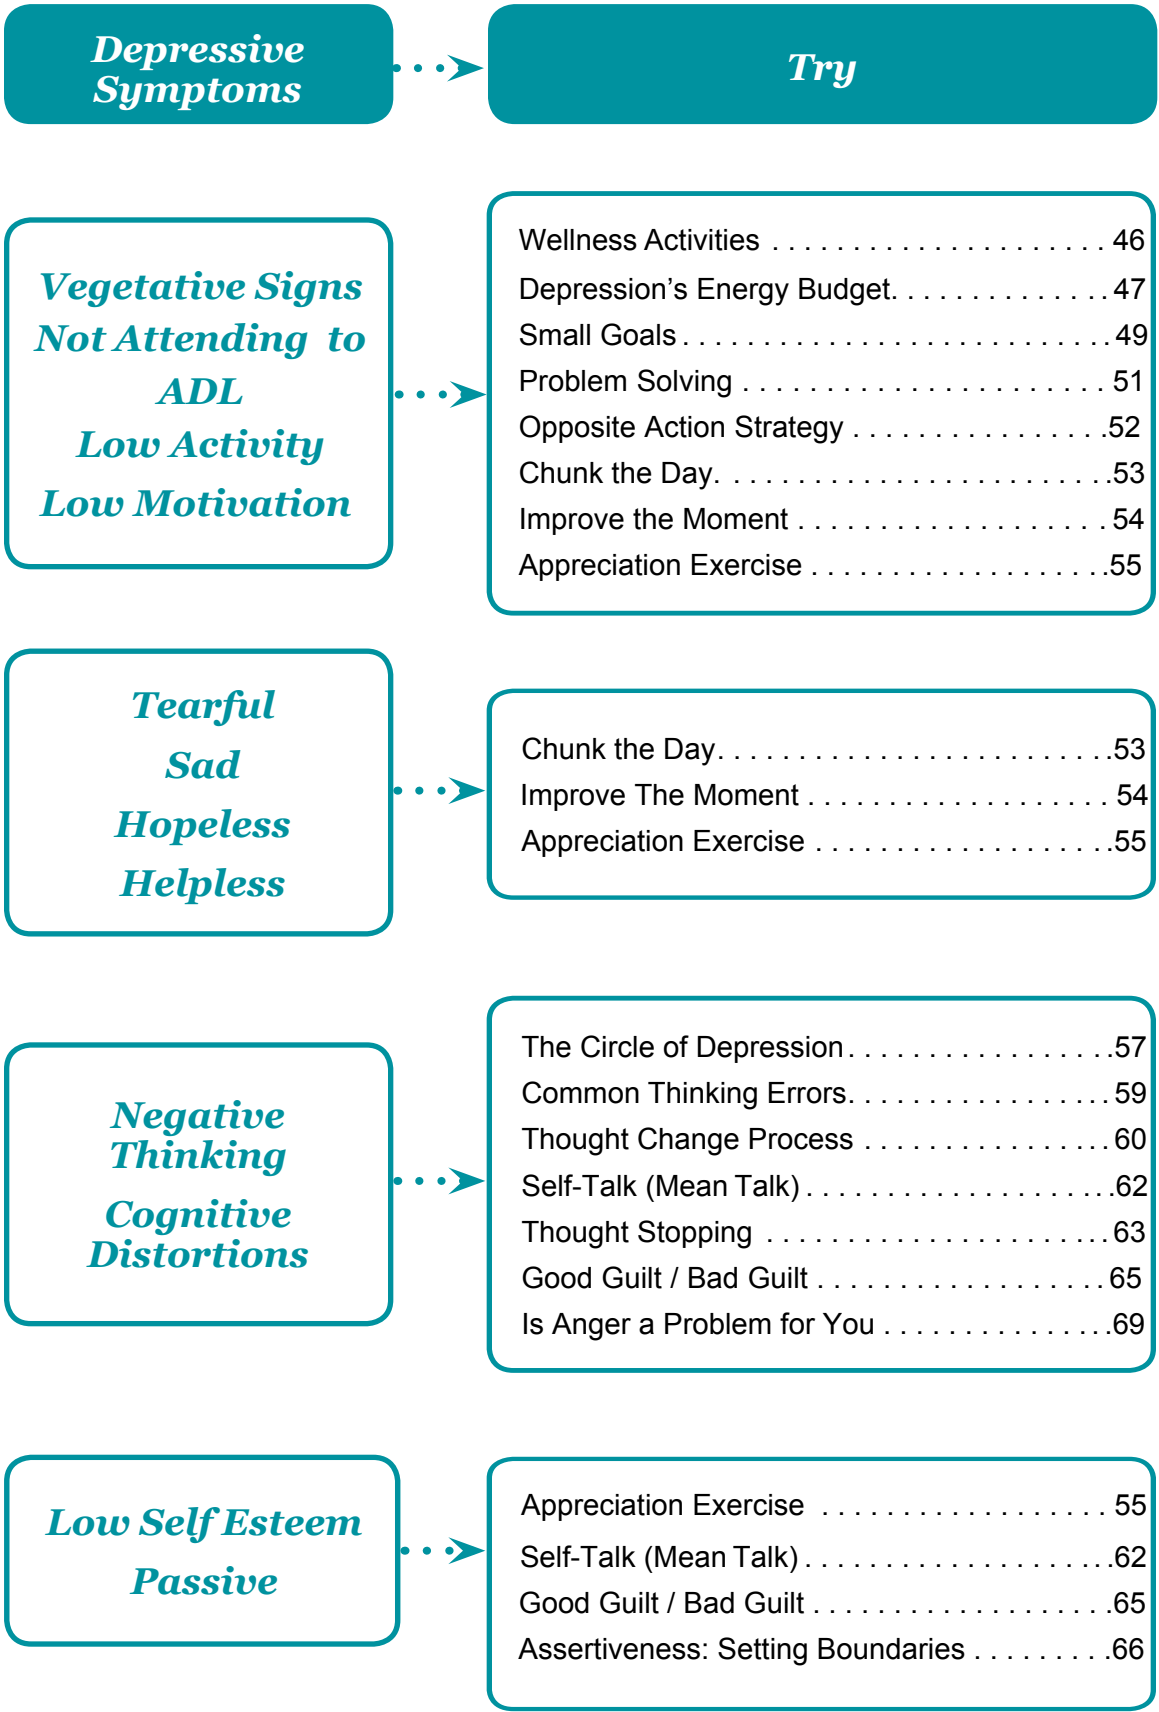 Depressive
Symptoms
Try
Vegetative Signs
Not Attending to
ADL
Low Activity
Low Motivation
Wellness Activities . . . . . . . . . . . . . . . . . . . . . 46
Depression’s Energy Budget. . . . . . . . . . . . . . 47
Small Goals . . . . . . . . . . . . . . . . . . . . . . . . . . . 49
Problem Solving . . . . . . . . . . . . . . . . . . . . . . . 51
Opposite Action Strategy . . . . . . . . . . . . . . . .52
Chunk the Day. . . . . . . . . . . . . . . . . . . . . . . . .53
Improve the Moment . . . . . . . . . . . . . . . . . . . 54
Appreciation Exercise . . . . . . . . . . . . . . . . . . .55
Tearful
Sad
Hopeless
Helpless
Chunk the Day. . . . . . . . . . . . . . . . . . . . . . . . .53
Improve The Moment . . . . . . . . . . . . . . . . . . . 54
Appreciation Exercise . . . . . . . . . . . . . . . . . . .55
Negative
Thinking
Cognitive
Distortions
The Circle of Depression . . . . . . . . . . . . . . . . .57
Common Thinking Errors. . . . . . . . . . . . . . . . . 59
Thought Change Process . . . . . . . . . . . . . . . . 60
Self-Talk (Mean Talk) . . . . . . . . . . . . . . . . . . . .62
Thought Stopping . . . . . . . . . . . . . . . . . . . . . . 63
Good Guilt / Bad Guilt . . . . . . . . . . . . . . . . . . 65
Is Anger a Problem for You . . . . . . . . . . . . . . .69
Low Self Esteem
Passive
Appreciation Exercise . . . . . . . . . . . . . . . . . . 55
Self-Talk (Mean Talk) . . . . . . . . . . . . . . . . . . . .62
Good Guilt / Bad Guilt . . . . . . . . . . . . . . . . . . .65
Assertiveness: Setting Boundaries . . . . . . . . .66